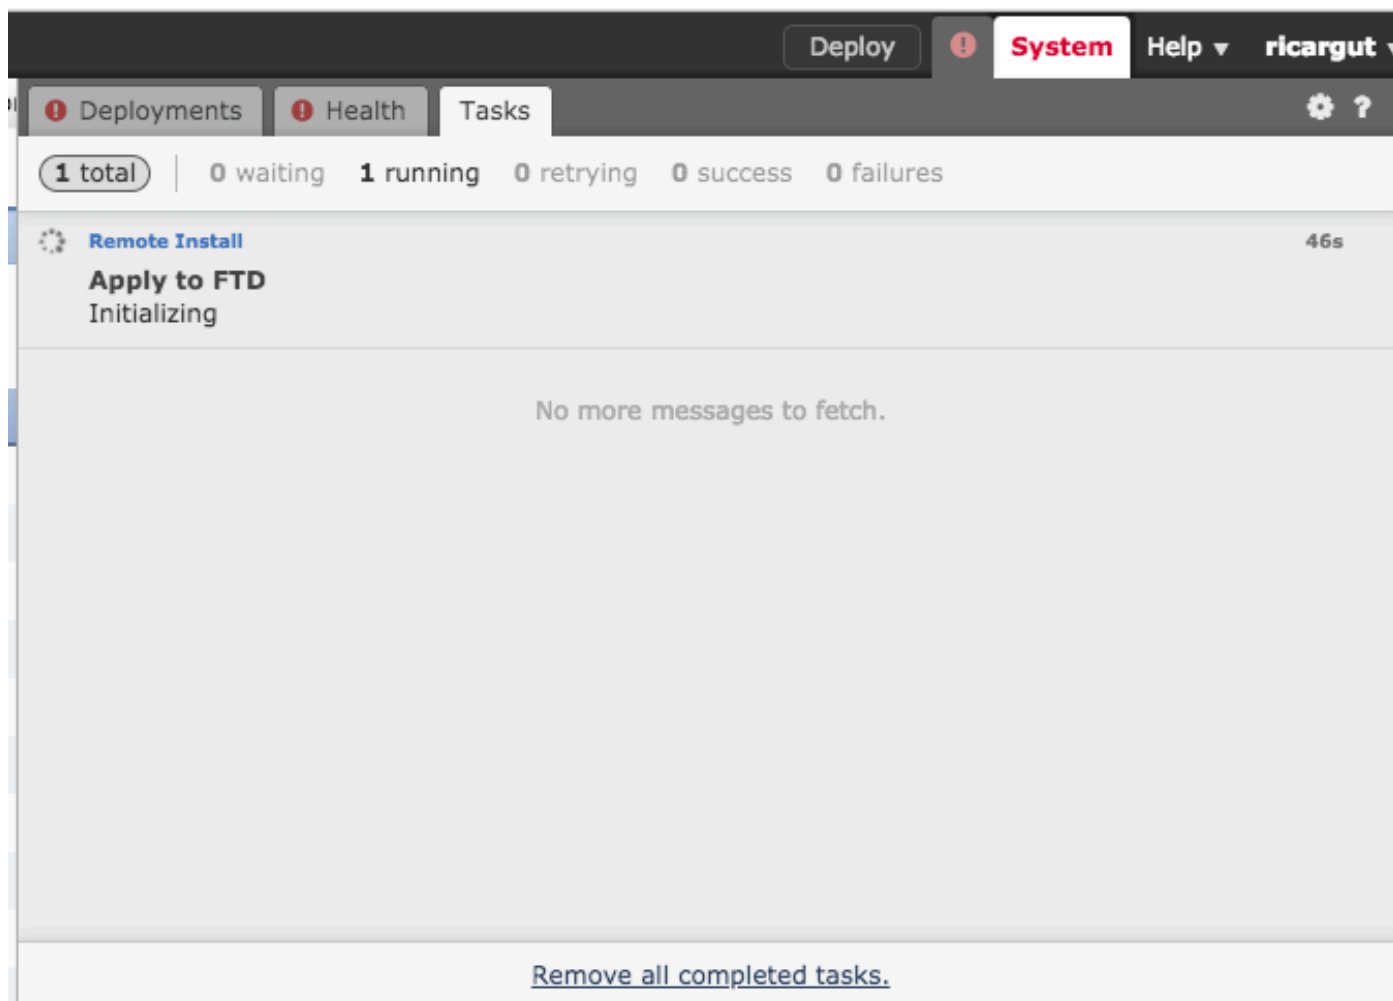 Deploy System Help ricargut
Deployments Health Tasks ?
1 total 0 waiting 1 running 0 retrying 0 success 0 failures
Remote Install 46s
Apply to FTD
Initializing
No more messages to fetch.
Remove all completed tasks.